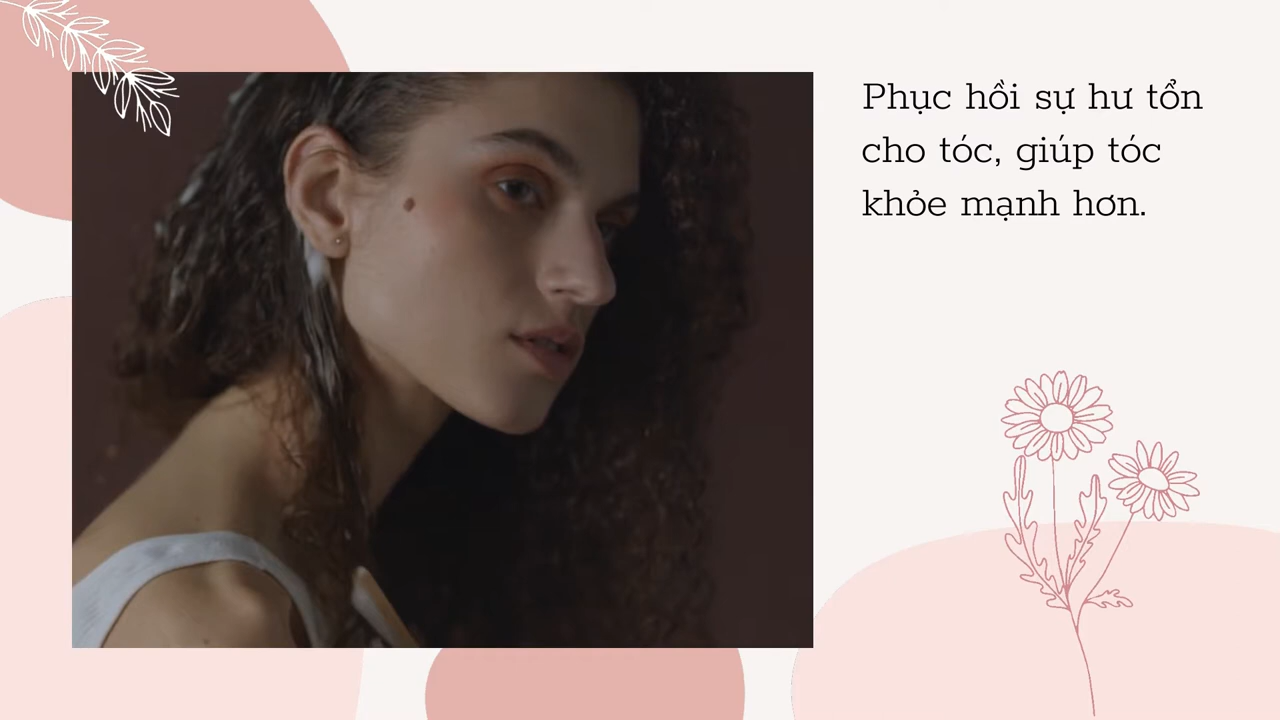 Phục hồi sự hư tổn
cho tóc, giúp tóc
khỏe mạnh hơn.